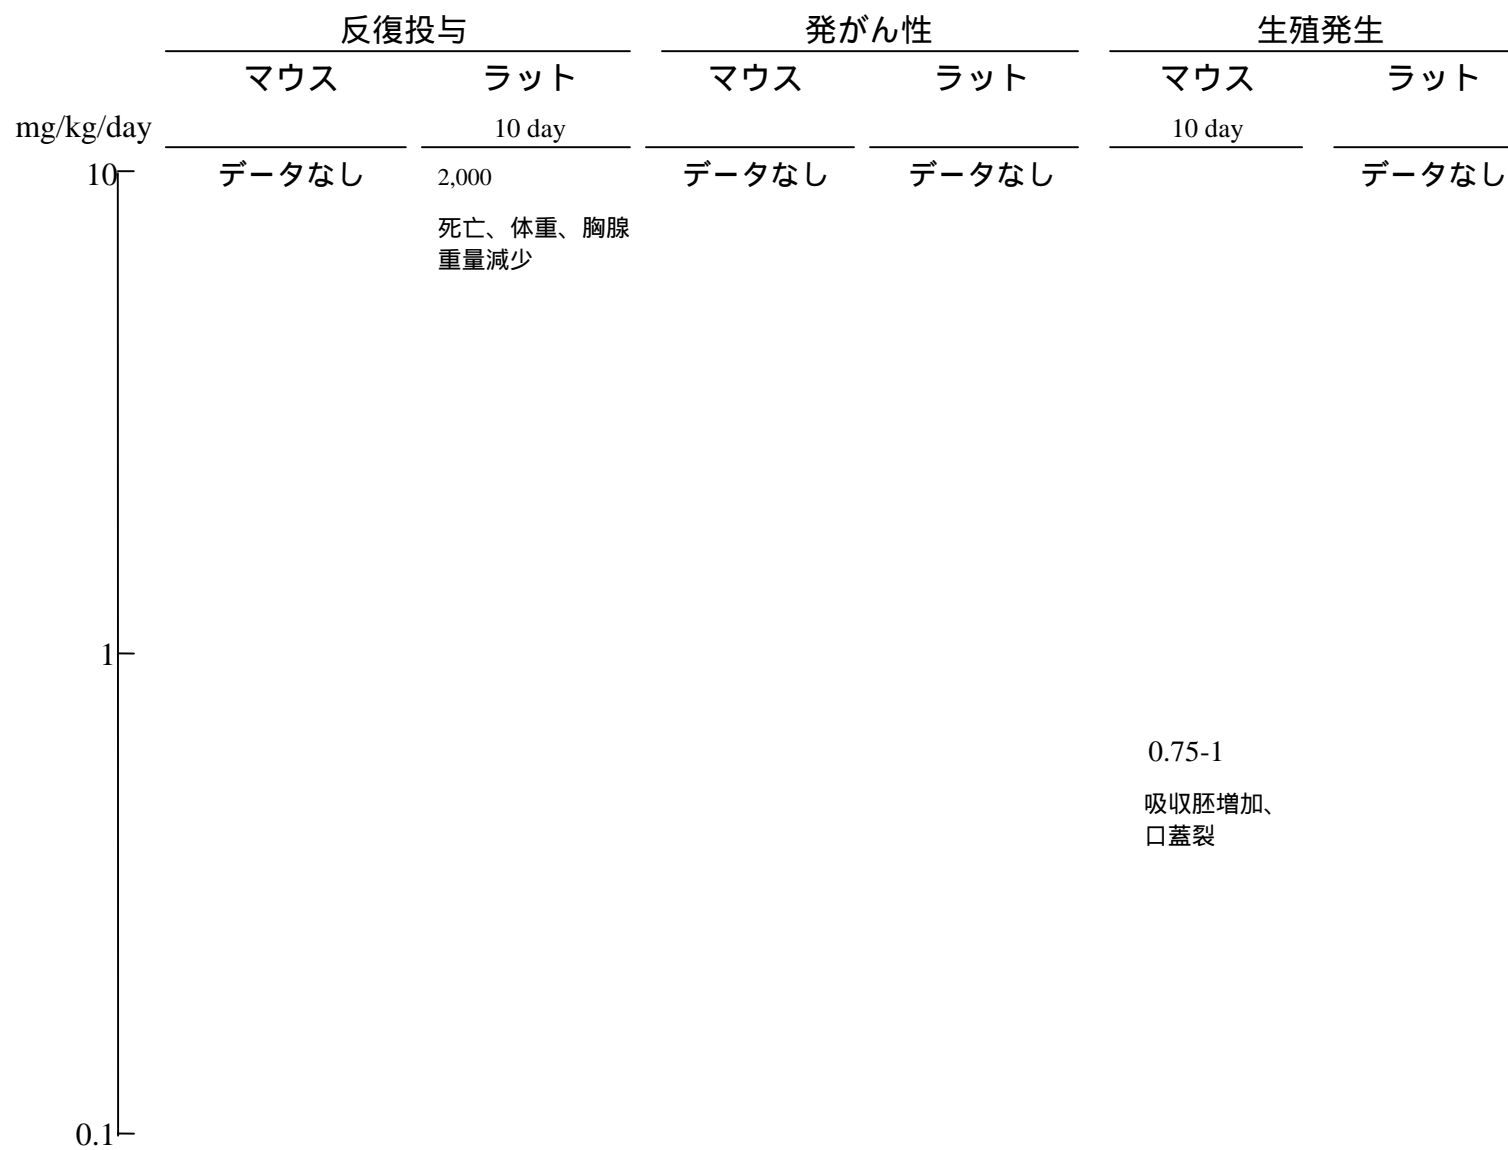 反復投与 発がん性 生殖発生
マウス ラット マウス ラット マウス ラット
mg/kg/day 10 day 10 day
10 データなし 2,000 データなし データなし データなし
死亡、体重、胸腺
重量減少
1
0.75-1
吸収胚増加、
口蓋裂
0.1